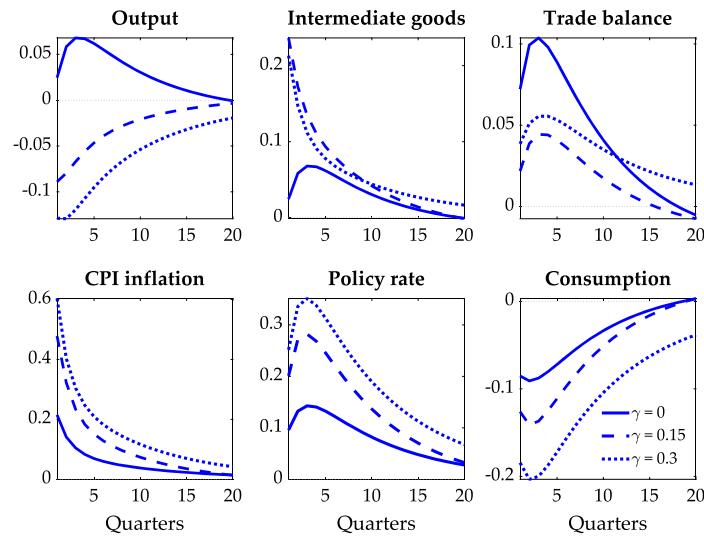 Output
0.05
0
-0.05
-0.1
5 10 15 20
Intermediate goods
0.2
0.1
0
5 10 15 20
Trade balance
0.1
0.05
0
5 10 15 20
CPI inflation
0.6
0.4
0.2
0
5 10 15 20
Quarters
Policy rate
0.3
0.2
0.1
0
5 10 15 20
Consumption
0
-0.1
-0.2
5 10 15 20
Quarters
γ = 0
γ = 0.15
γ = 0.3